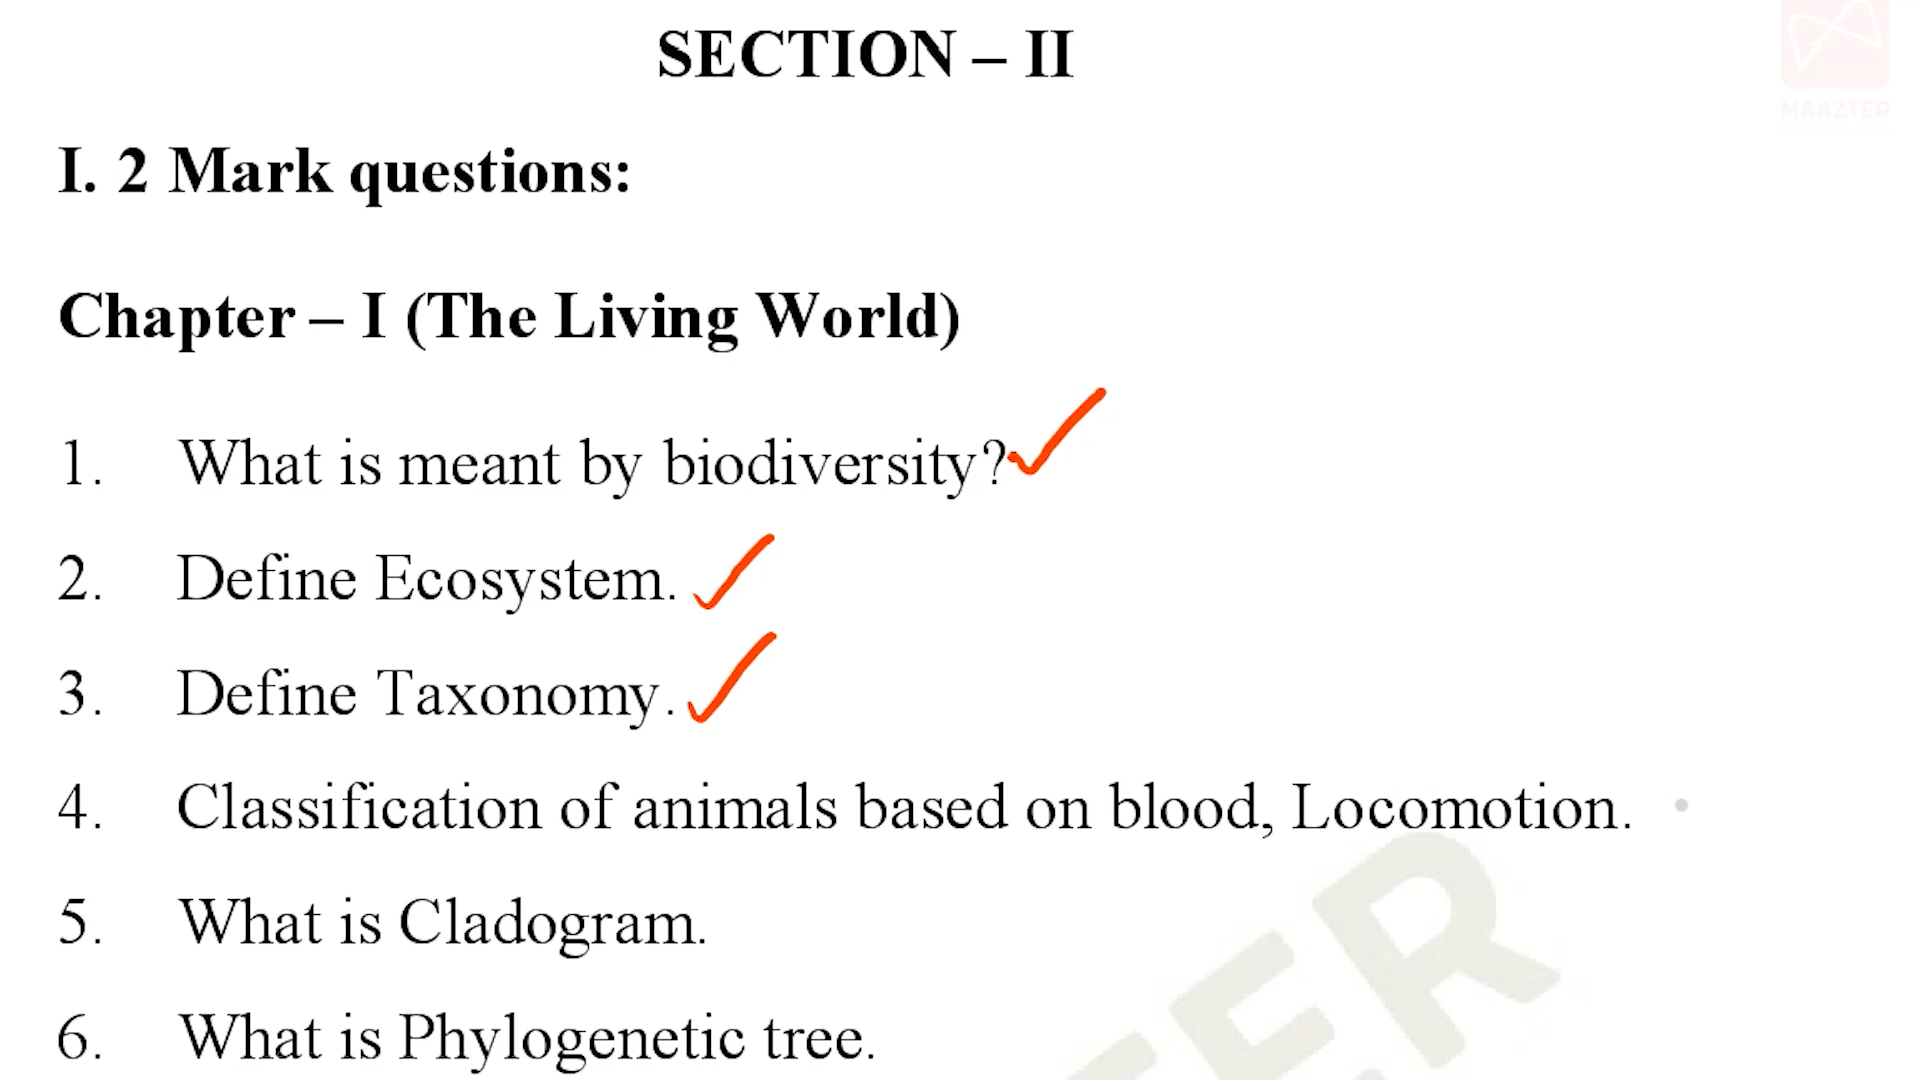 SECTION – II
MAAZTER
I. 2 Mark questions:
Chapter – I (The Living World)
1. What is meant by biodiversity?
2. Define Ecosystem.
3. Define Taxonomy.
4. Classification of animals based on blood, Locomotion.
5. What is Cladogram.
6. What is Phylogenetic tree.